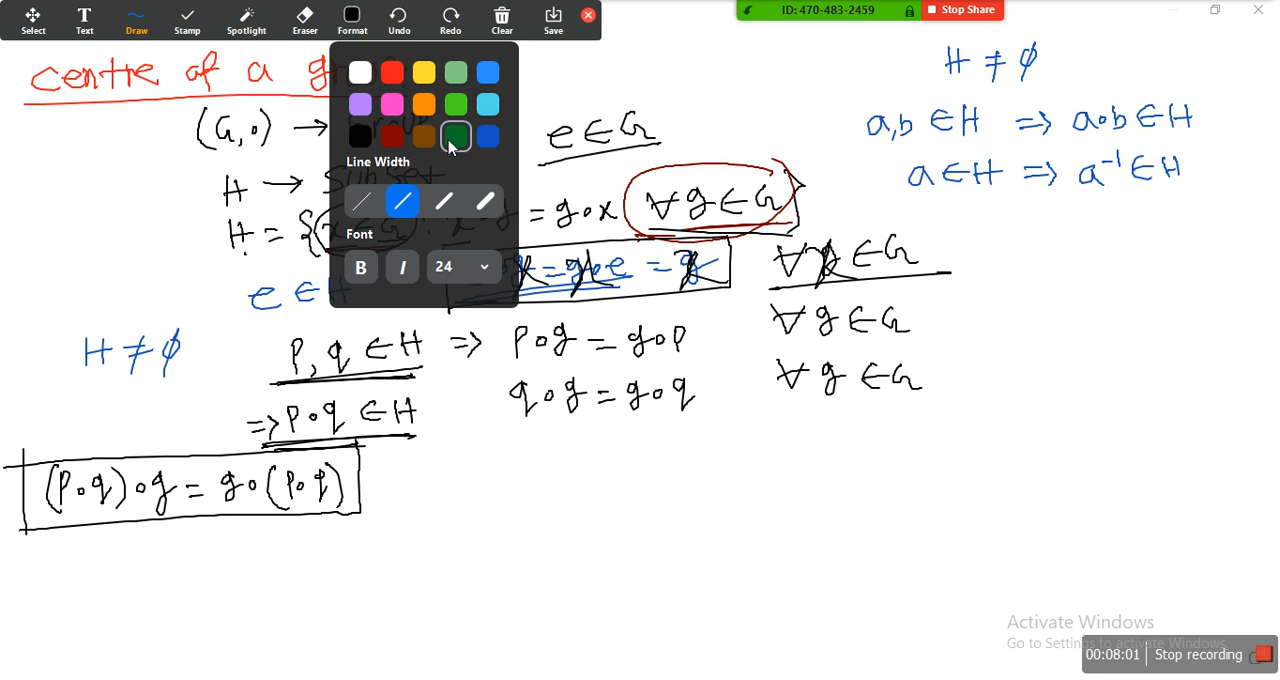 Select Text Draw Stamp Spotlight Eraser Format Undo Redo Clear Save
ID: 470-483-2459 Stop Share
Centre of a
H ≠ ϕ
(G, o) →
e ∈ G
a, b ∈ H ⇒ a o b ∈ H
H → Subset
a ∈ H ⇒ a⁻¹ ∈ H
Line Width
H = { x ∈ G : = g o x ∀ g ∈ G }
Font
B I 24
e ∈ H
= g o e = g
∀ g ∈ G
∀ g ∈ G
H ≠ ϕ
P, q ∈ H ⇒ P o g = g o P
∀ g ∈ G
q o g = g o q
⇒ P o q ∈ H
(P o q) o g = g o (P o q)
Activate Windows
Go to Settings to activate Windows.
00:08:01 Stop recording